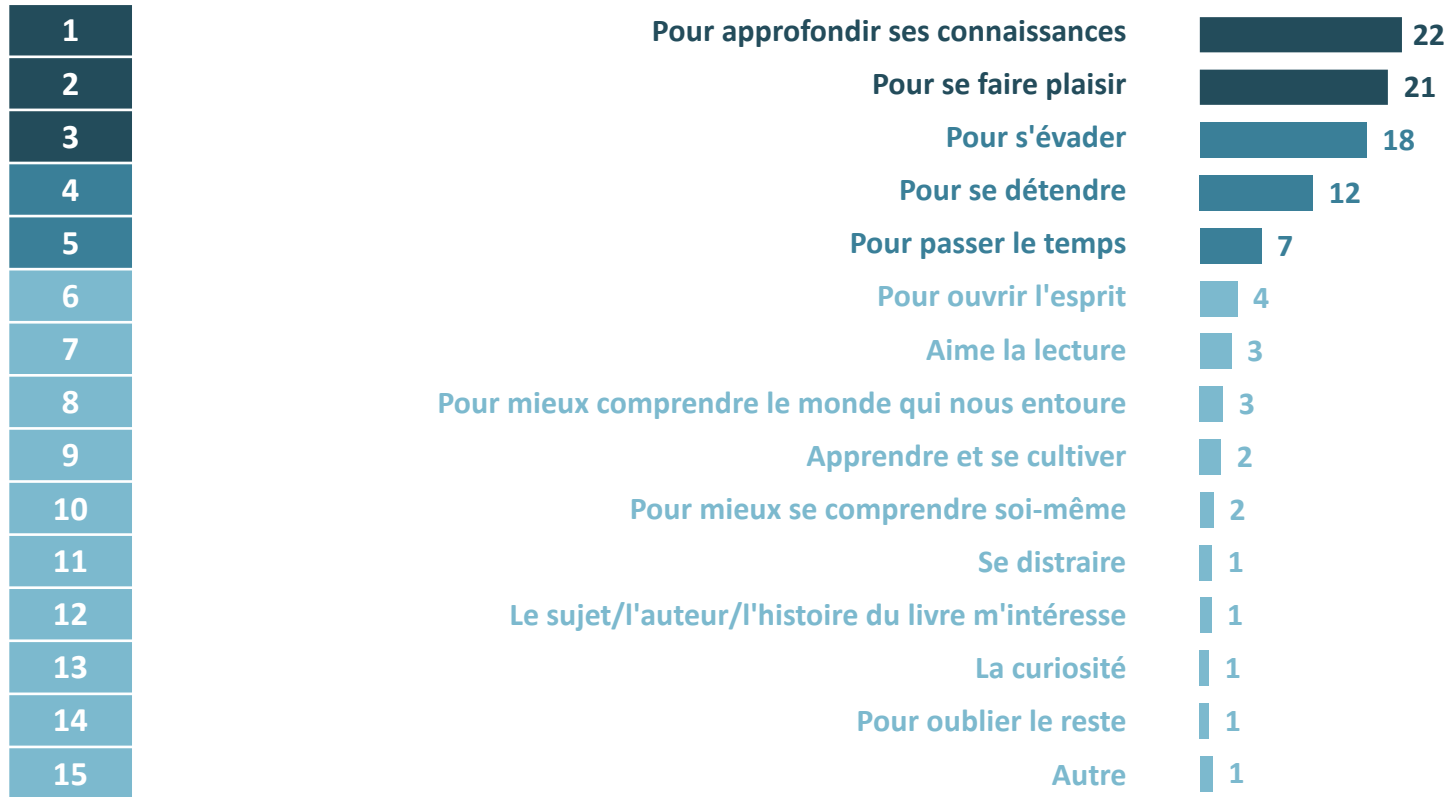 1 Pour approfondir ses connaissances 22
2 Pour se faire plaisir 21
3 Pour s'évader 18
4 Pour se détendre 12
5 Pour passer le temps 7
6 Pour ouvrir l'esprit 4
7 Aime la lecture 3
8 Pour mieux comprendre le monde qui nous entoure 3
9 Apprendre et se cultiver 2
10 Pour mieux se comprendre soi-même 2
11 Se distraire 1
12 Le sujet/l'auteur/l'histoire du livre m'intéresse 1
13 La curiosité 1
14 Pour oublier le reste 1
15 Autre 1